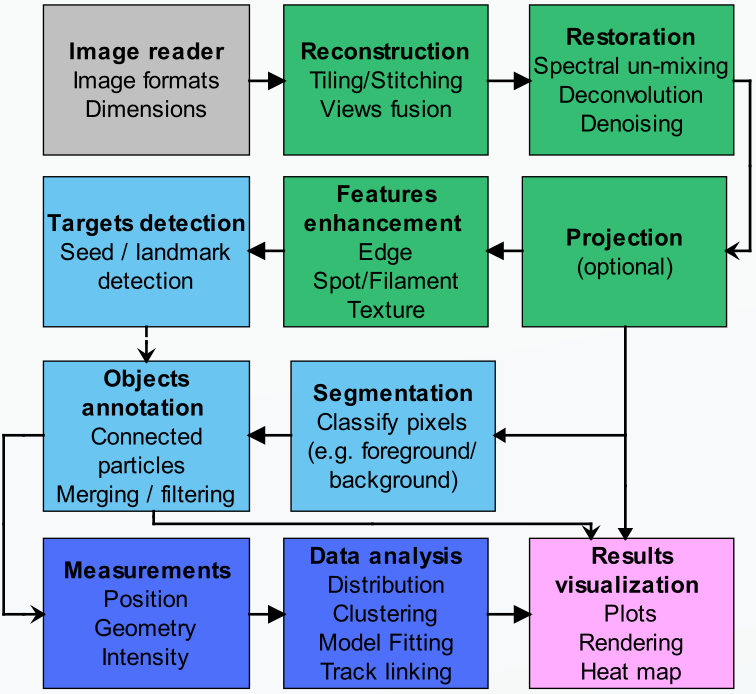 Image reader
Image formats
Dimensions
Reconstruction
Tiling/Stitching
Views fusion
Restoration
Spectral un-mixing
Deconvolution
Denoising
Targets detection
Seed / landmark
detection
Features
enhancement
Edge
Spot/Filament
Texture
Projection
(optional)
Objects
annotation
Connected
particles
Merging / filtering
Segmentation
Classify pixels
(e.g. foreground/
background)
Measurements
Position
Geometry
Intensity
Data analysis
Distribution
Clustering
Model Fitting
Track linking
Results
visualization
Plots
Rendering
Heat map